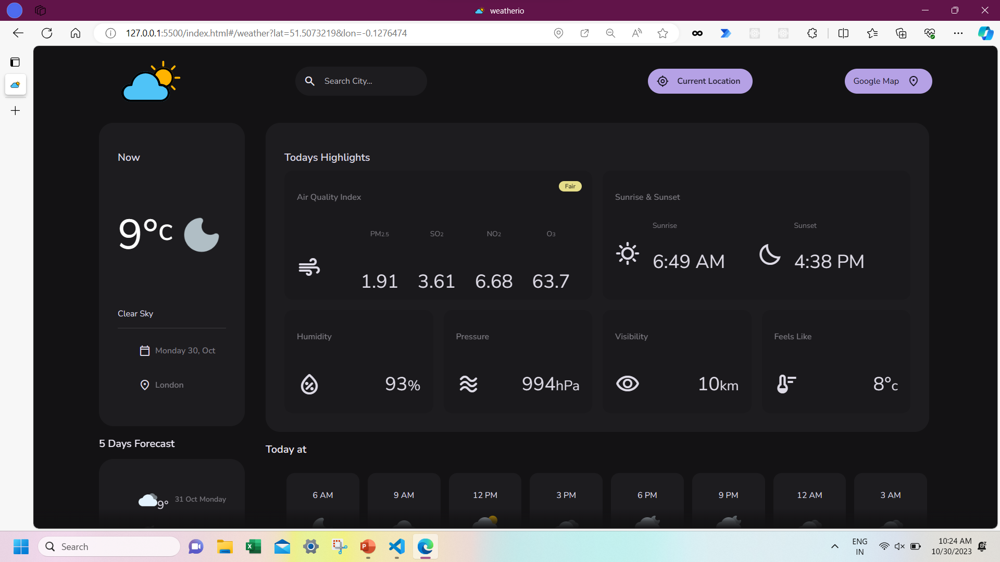 weatherio
127.0.0.1:5500/index.html#/weather?lat=51.5073219&lon=-0.1276474
Search City...
Current Location
Google Map
Now
9°c
Clear Sky
Monday 30, Oct
London
Todays Highlights
Air Quality Index
Fair
PM2.5 SO2 NO2 O3
1.91 3.61 6.68 63.7
Sunrise & Sunset
Sunrise
6:49 AM
Sunset
4:38 PM
Humidity
93%
Pressure
994hPa
Visibility
10km
Feels Like
8°c
5 Days Forecast
9° 31 Oct Monday
Today at
6 AM 9 AM 12 PM 3 PM 6 PM 9 PM 12 AM 3 AM
Search
ENG
IN
10:24 AM
10/30/2023